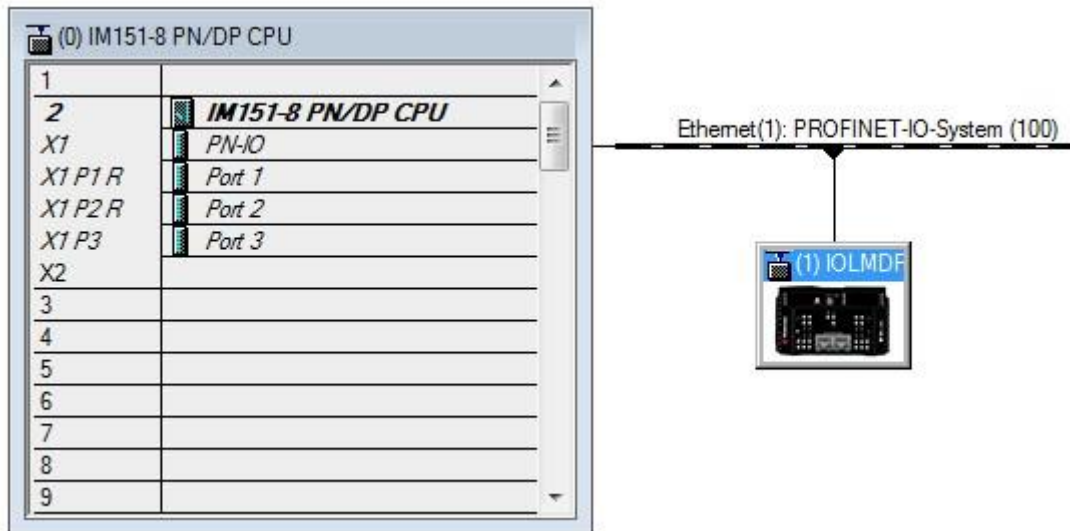 (0) IM151-8 PN/DP CPU
1
2 IM151-8 PN/DP CPU
X1 PN-IO
X1 P1 R Port 1
X1 P2 R Port 2
X1 P3 Port 3
X2
3
4
5
6
7
8
9
Ethernet(1): PROFINET-IO-System (100)
(1) IOLMDF